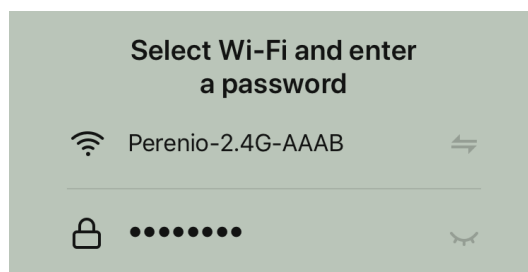 Select Wi-Fi and enter
a password
Perenio-2.4G-AAAB
••••••••